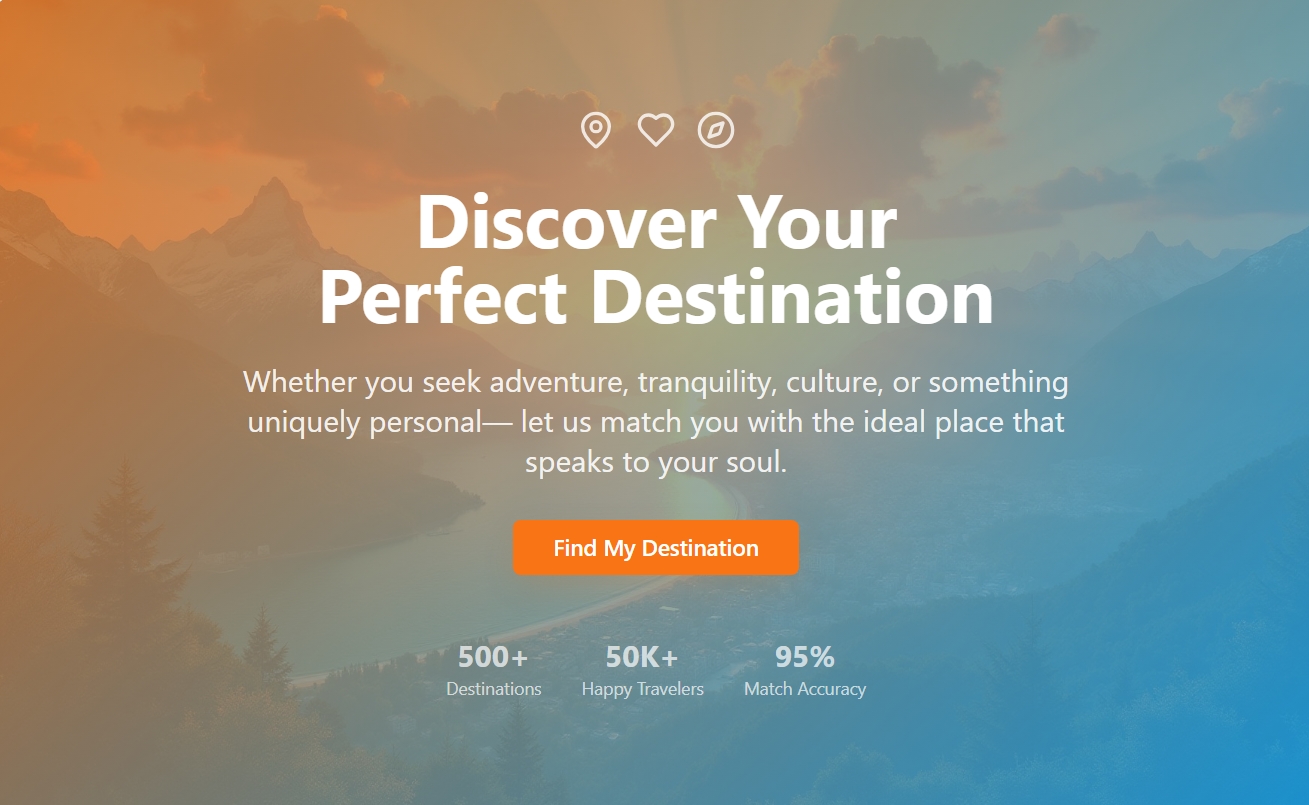 Discover Your
Perfect Destination
Whether you seek adventure, tranquility, culture, or something
uniquely personal— let us match you with the ideal place that
speaks to your soul.
Find My Destination
500+ 50K+ 95%
Destinations Happy Travelers Match Accuracy